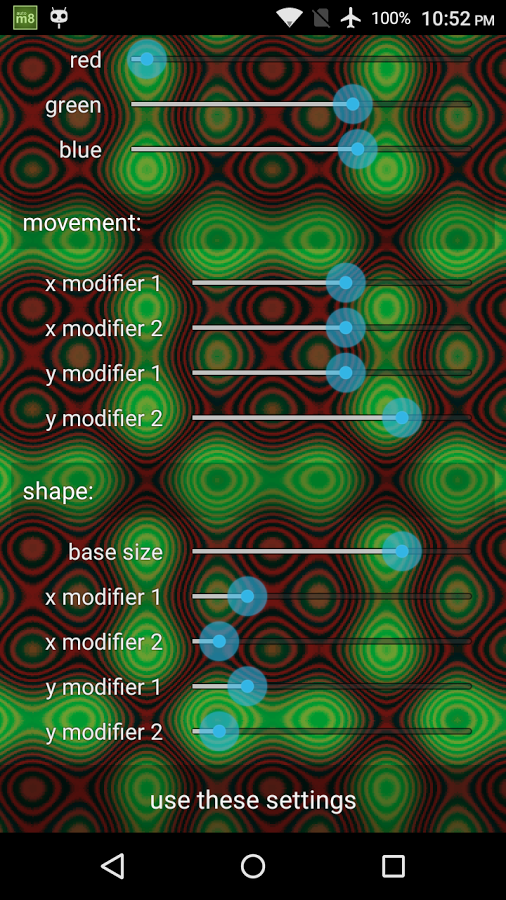 m8
100% 10:52 PM
red
green
blue
movement:
x modifier 1
x modifier 2
y modifier 1
y modifier 2
shape:
base size
x modifier 1
x modifier 2
y modifier 1
y modifier 2
use these settings